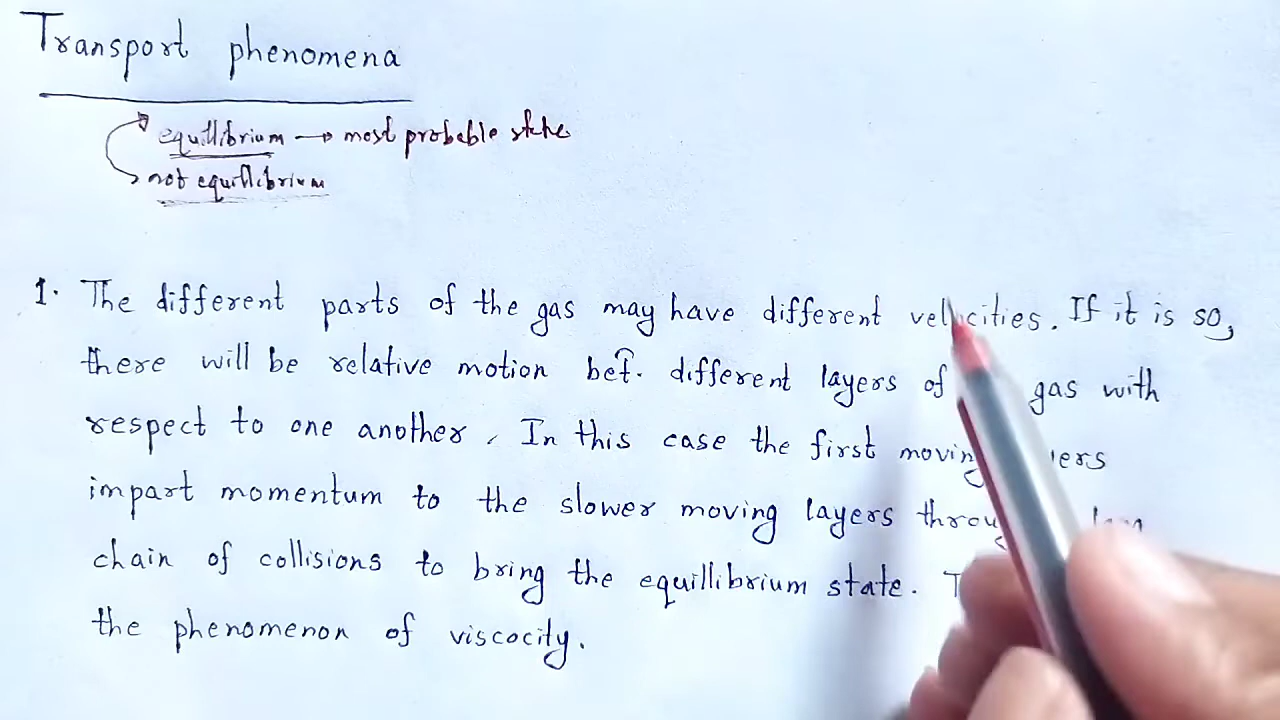 Transport phenomena
equillibrium → most probable state
not equillibrium
1. The different parts of the gas may have different velocities. If it is so,
there will be relative motion bet. different layers of gas with
respect to one another. In this case the first moving
impart momentum to the slower moving layers
chain of collisions to bring the equillibrium state.
the phenomenon of viscocity.